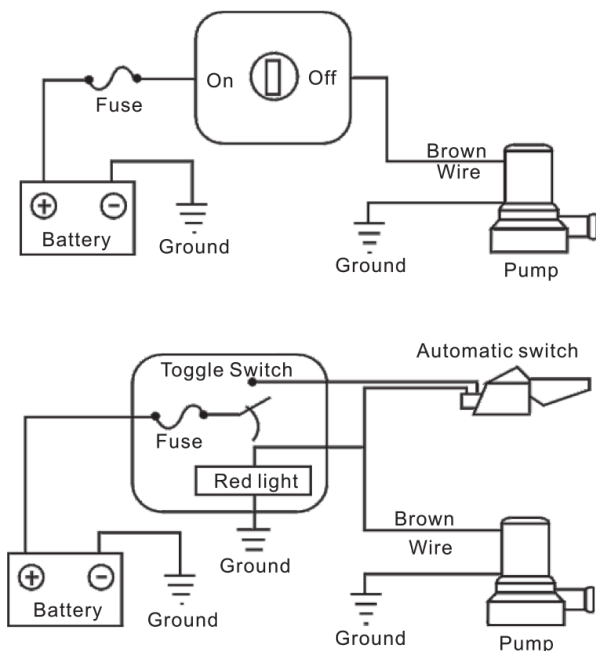 On
Off
Fuse
Brown
Wire
+
-
Battery
Ground
Ground
Pump
Automatic switch
Toggle Switch
Fuse
Red light
Brown
Wire
Ground
+
-
Battery
Ground
Ground
Pump